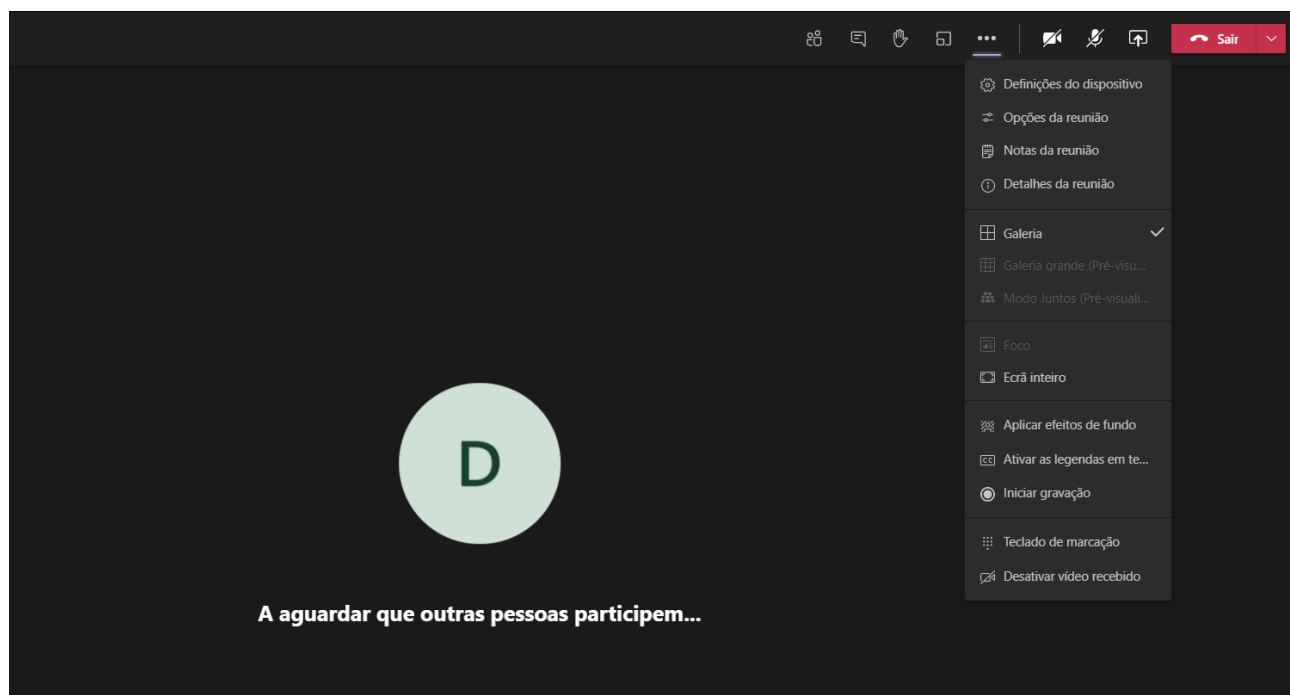 Sair
Definições do dispositivo
Opções da reunião
Notas da reunião
Detalhes da reunião
Galeria
Galeria grande (Pré-visu...
Modo Juntos (Pré-visuali...
Foco
Ecrã inteiro
Aplicar efeitos de fundo
CC Ativar as legendas em te...
Iniciar gravação
Teclado de marcação
Desativar vídeo recebido
D
A aguardar que outras pessoas participem...